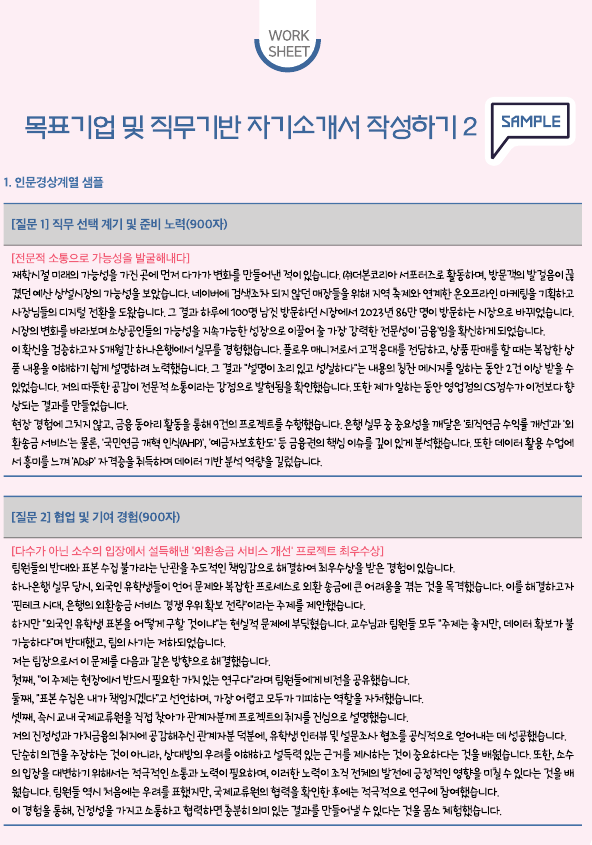 WORK
SHEET
목표기업 및 직무기반 자기소개서 작성하기 2
SAMPLE
1. 인문경상계열 샘플
[질문 1] 직무 선택 계기 및 준비 노력(900자)
[전문적 소통으로 가능성을 발굴해내다]
재학시절 미래의 가능성을 가진 곳에 먼저 다가가 변화를 만들어낸 적이 있습니다. ㈜더본코리아 서포터즈로 활동하며, 방문객의 발걸음이 끊
겼던 예산 상설시장의 가능성을 보았습니다. 네이버에 검색조차 되지 않던 매장들을 위해 지역 축제와 연계한 온오프라인 마케팅을 기획하고
사장님들의 디지털 전환을 도왔습니다. 그 결과 하루에 100명 남짓 방문하던 시장에서 2023년 86만 명이 방문하는 시장으로 바뀌었습니다.
시장의 변화를 바라보며 소상공인들의 가능성을 지속가능한 성장으로 이끌어 줄 가장 강력한 전문성이 '금융'임을 확신하게 되었습니다.
이 확신을 검증하고자 5개월간 하나은행에서 실무를 경험했습니다. 플로우 매니저로서 고객 응대를 전담하고, 상품 판매를 할 때는 복잡한 상
품 내용을 이해하기 쉽게 설명하려 노력했습니다. 그 결과 "설명이 조리 있고 성실하다"는 내용의 칭찬 메시지를 일하는 동안 2건 이상 받을 수
있었습니다. 저의 따뜻한 공감이 전문적 소통이라는 강점으로 발현됨을 확인했습니다. 또한 제가 일하는 동안 영업점의 CS점수가 이전보다 향
상되는 결과를 만들었습니다.
현장 경험에 그치지 않고, 금융 동아리 활동을 통해 9건의 프로젝트를 수행했습니다. 은행 실무 중 중요성을 깨달은 '퇴직연금 수익률 개선'과 '외
환송금 서비스'는 물론, '국민연금 개혁 인식(AHP)', '예금자보호한도' 등 금융권의 핵심 이슈를 깊이 있게 분석했습니다. 또한 데이터 활용 수업에
서 흥미를 느껴 'ADsP' 자격증을 취득하며 데이터 기반 분석 역량을 길렀습니다.
[질문 2] 협업 및 기여 경험(900자)
[다수가 아닌 소수의 입장에서 설득해낸 '외환송금 서비스 개선' 프로젝트 최우수상]
팀원들의 반대와 표본 수집 불가라는 난관을 주도적인 책임감으로 해결하여 최우수상을 받은 경험이 있습니다.
하나은행 실무 당시, 외국인 유학생들이 언어 문제와 복잡한 프로세스로 외환 송금에 큰 어려움을 겪는 것을 목격했습니다. 이를 해결하고자
'핀테크 시대, 은행의 외환송금 서비스 경쟁 우위 확보 전략'이라는 주제를 제안했습니다.
하지만 "외국인 유학생 표본을 어떻게 구할 것이냐"는 현실적 문제에 부딪혔습니다. 교수님과 팀원들 모두 "주제는 좋지만, 데이터 확보가 불
가능하다"며 반대했고, 팀의 사기는 저하되었습니다.
저는 팀장으로서 이 문제를 다음과 같은 방향으로 해결했습니다.
첫째, "이 주제는 현장에서 반드시 필요한 가치 있는 연구다"라며 팀원들에게 비전을 공유했습니다.
둘째, "표본 수집은 내가 책임지겠다"고 선언하며, 가장 어렵고 모두가 기피하는 역할을 자처했습니다.
셋째, 즉시 교내 국제교류원을 직접 찾아가 관계자분께 프로젝트의 취지를 진심으로 설명했습니다.
저의 진정성과 가치금융의 취지에 공감해주신 관계자분 덕분에, 유학생 인터뷰 및 설문조사 협조를 공식적으로 얻어내는 데 성공했습니다.
단순히 의견을 주장하는 것이 아니라, 상대방의 우려를 이해하고 설득력 있는 근거를 제시하는 것이 중요하다는 것을 배웠습니다. 또한, 소수
의 입장을 대변하기 위해서는 적극적인 소통과 노력이 필요하며, 이러한 노력이 조직 전체의 발전에 긍정적인 영향을 미칠 수 있다는 것을 배
웠습니다. 팀원들 역시 처음에는 우려를 표했지만, 국제교류원의 협력을 확인한 후에는 적극적으로 연구에 참여했습니다.
이 경험을 통해, 진정성을 가지고 소통하고 협력하면 충분히 의미 있는 결과를 만들어낼 수 있다는 것을 몸소 체험했습니다.